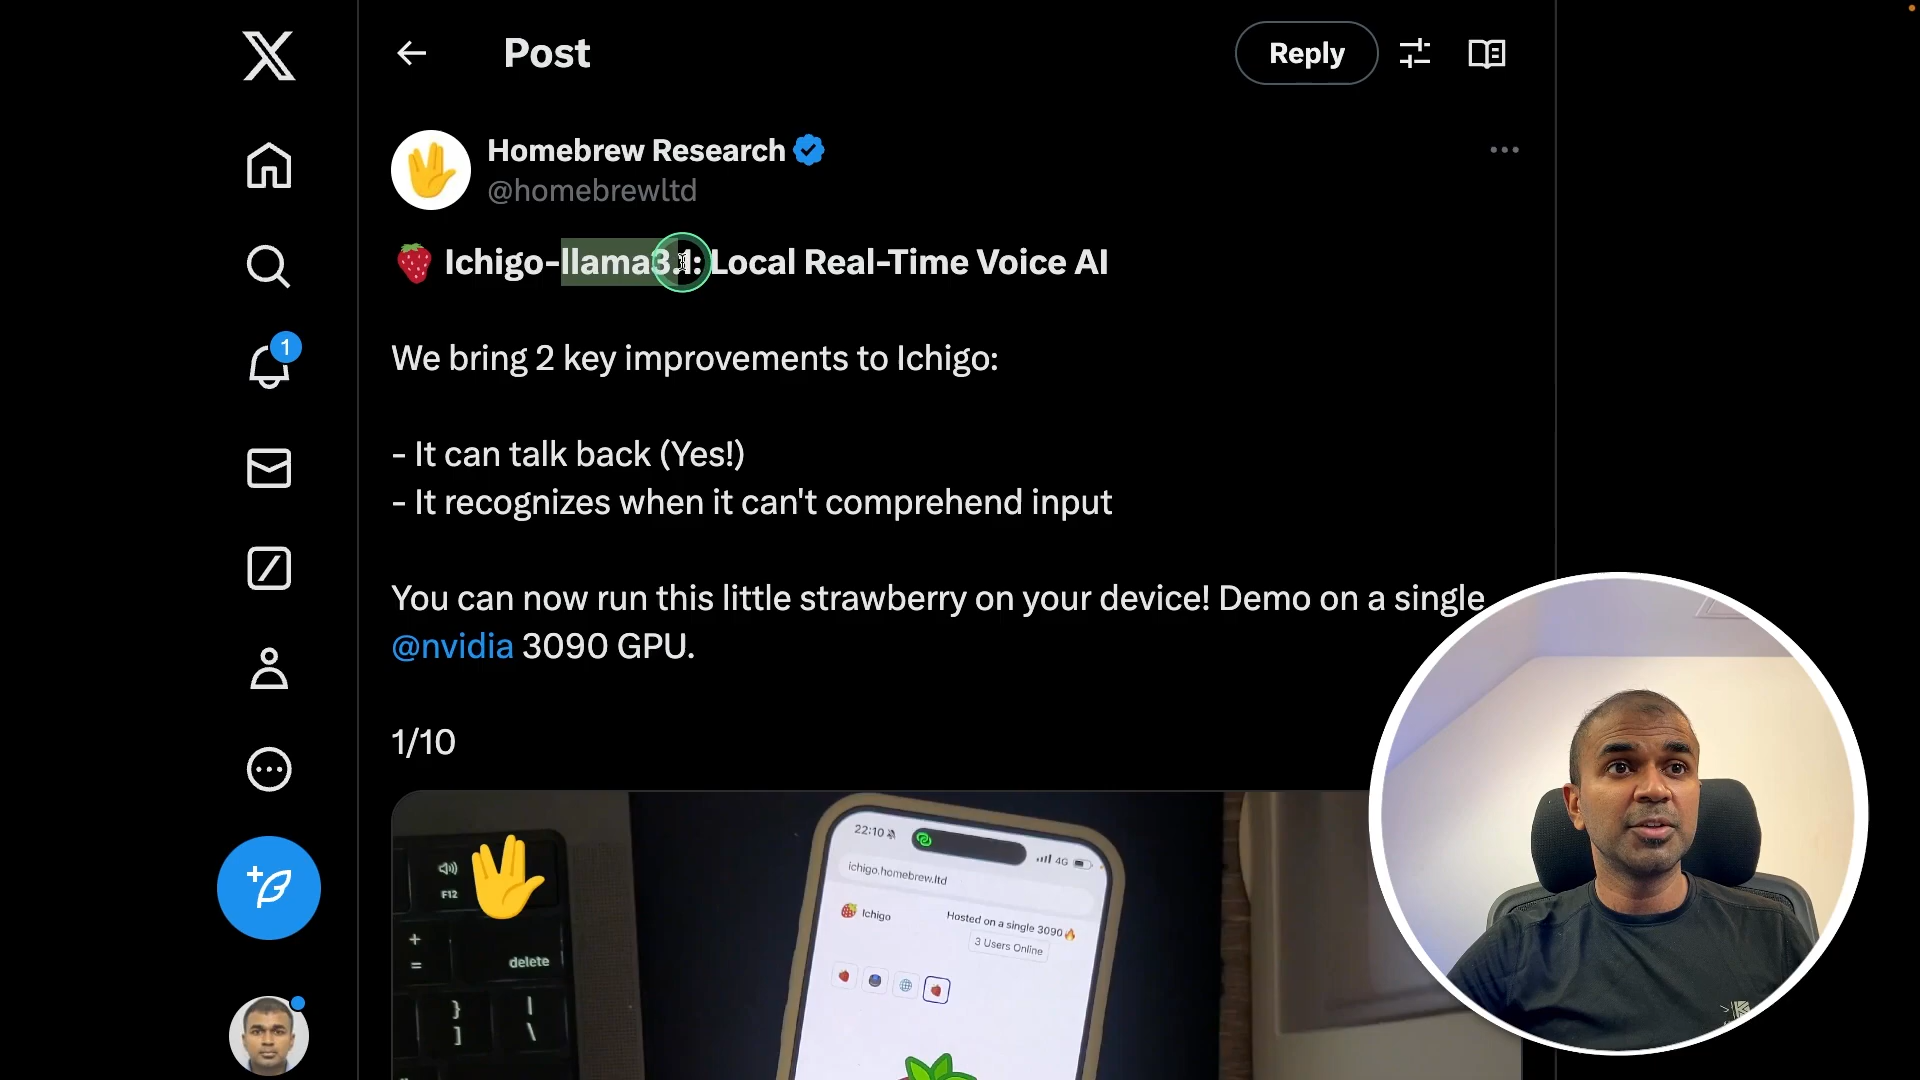 Post
Reply
Homebrew Research
@homebrewltd
🍓 Ichigo-llama3.1: Local Real-Time Voice AI
1
We bring 2 key improvements to Ichigo:
- It can talk back (Yes!)
- It recognizes when it can't comprehend input
You can now run this little strawberry on your device! Demo on a single
@nvidia 3090 GPU.
1/10
22:10
4G
ichigo.homebrew.ltd
F12
Ichigo
Hosted on a single 3090🔥
3 Users Online
+
=
delete
}
]
|
\